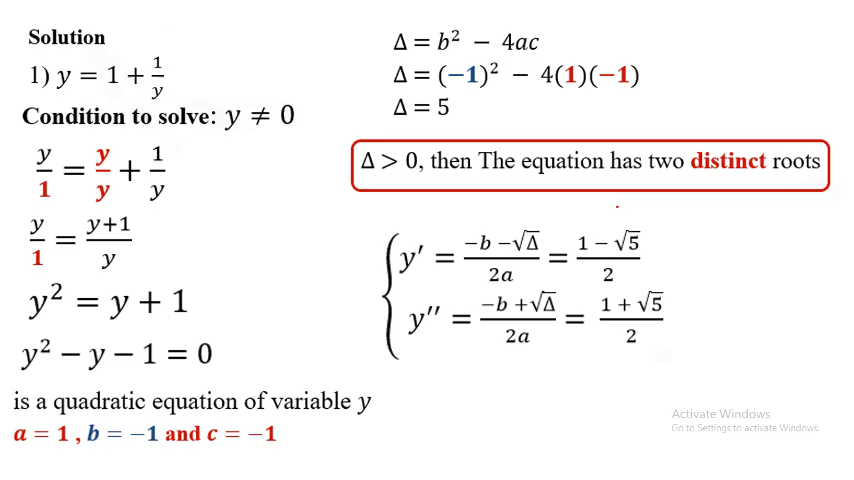 Solution
1) y = 1 + 1/y
Condition to solve: y ≠ 0
y/1 = y/y + 1/y
y/1 = y+1/y
y² = y + 1
y² − y − 1 = 0
is a quadratic equation of variable y
a = 1 , b = −1 and c = −1
Δ = b² − 4ac
Δ = (−1)² − 4(1)(−1)
Δ = 5
Δ > 0, then The equation has two distinct roots
y′ = −b −√Δ/2a = 1 − √5/2
y′′ = −b +√Δ/2a = 1 + √5/2
Activate Windows
Go to Settings to activate Windows.